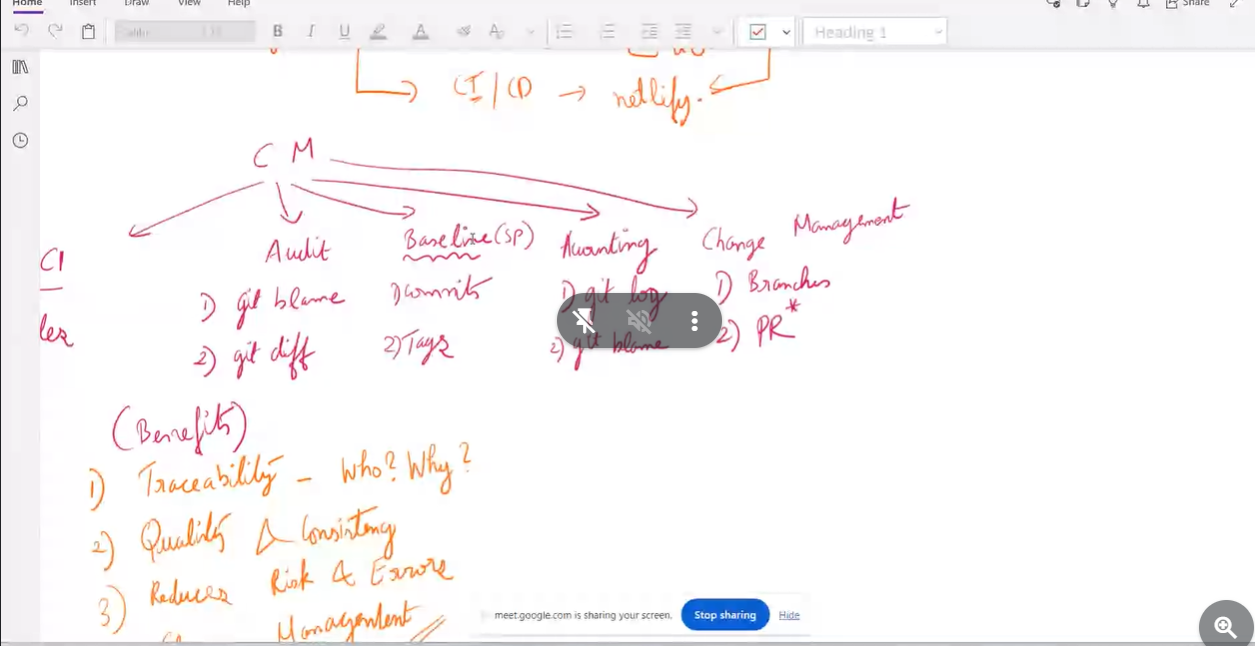 Home Insert Draw View Help Share
B I U A Heading 1
CI/CD → netlify.
C M
CI Audit Baseline (SP) Accounting Change Management
les
1) git blame 1) commits 1) git log 1) Branches
2) git diff 2) Tags 2) git blame 2) PR*
(Benefits)
1) Traceability - Who? Why?
2) Quality & Consistency
3) Reduces Risk & Errors
Management
meet.google.com is sharing your screen. Stop sharing Hide